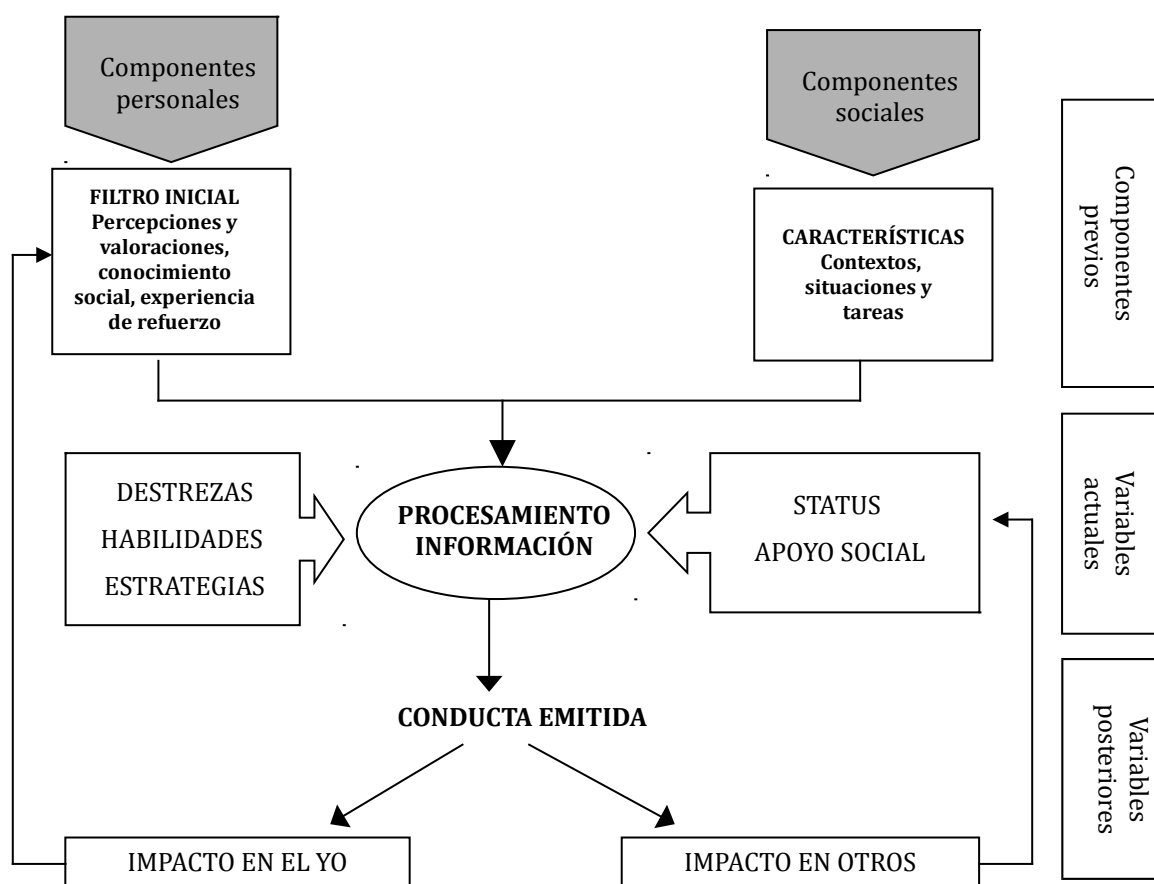 Componentes
personales
Componentes
sociales
FILTRO INICIAL
Percepciones y
valoraciones,
conocimiento
social, experiencia
de refuerzo
CARACTERÍSTÍCAS
Contextos,
situaciones y
tareas
Componentes
previos
DESTREZAS
HABILIDADES
ESTRATEGIAS
PROCESAMIENTO
INFORMACIÓN
STATUS
APOYO SOCIAL
Variables
actuales
CONDUCTA EMITIDA
Variables
posteriores
IMPACTO EN EL YO
IMPACTO EN OTROS